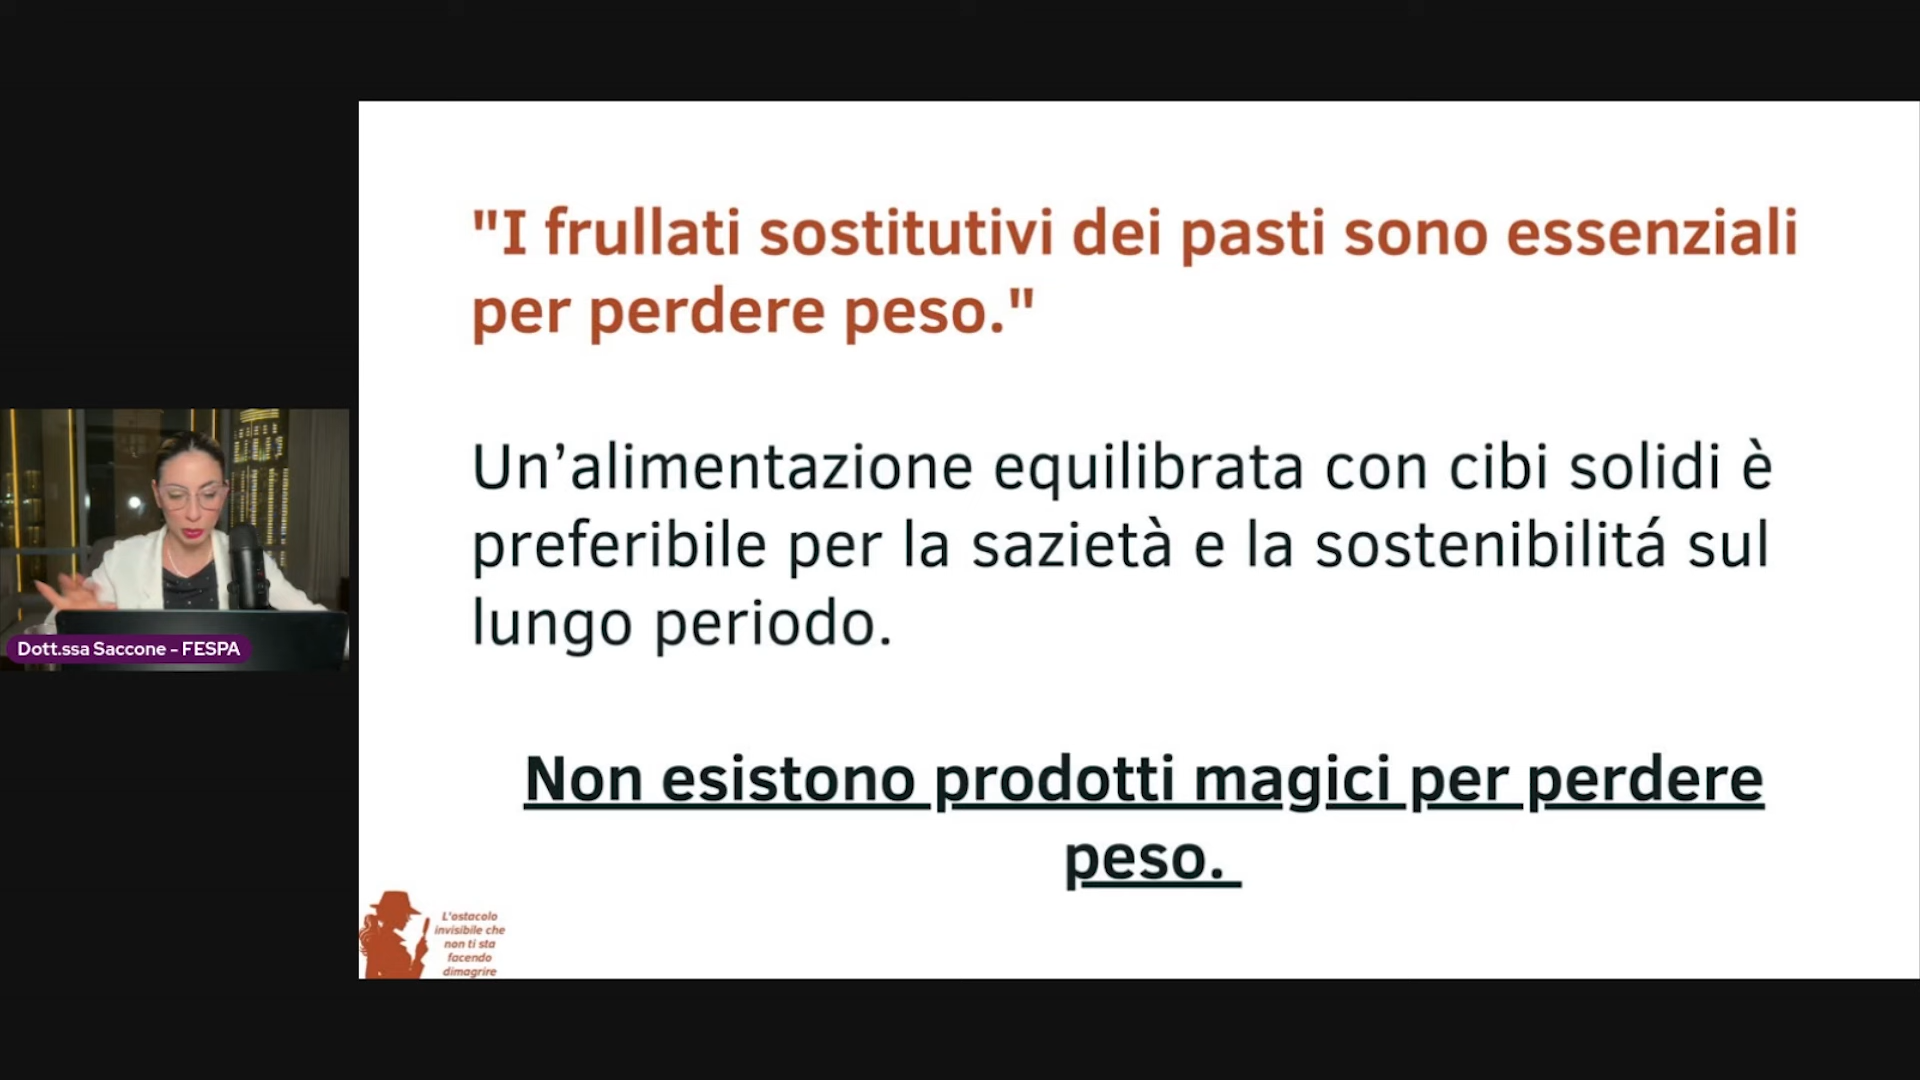 "I frullati sostitutivi dei pasti sono essenziali
per perdere peso."
Un’alimentazione equilibrata con cibi solidi è
preferibile per la sazietà e la sostenibilitá sul
lungo periodo.
Non esistono prodotti magici per perdere
peso.
Dott.ssa Saccone - FESPA
L'ostacolo
invisibile che
non ti sta
facendo
dimagrire